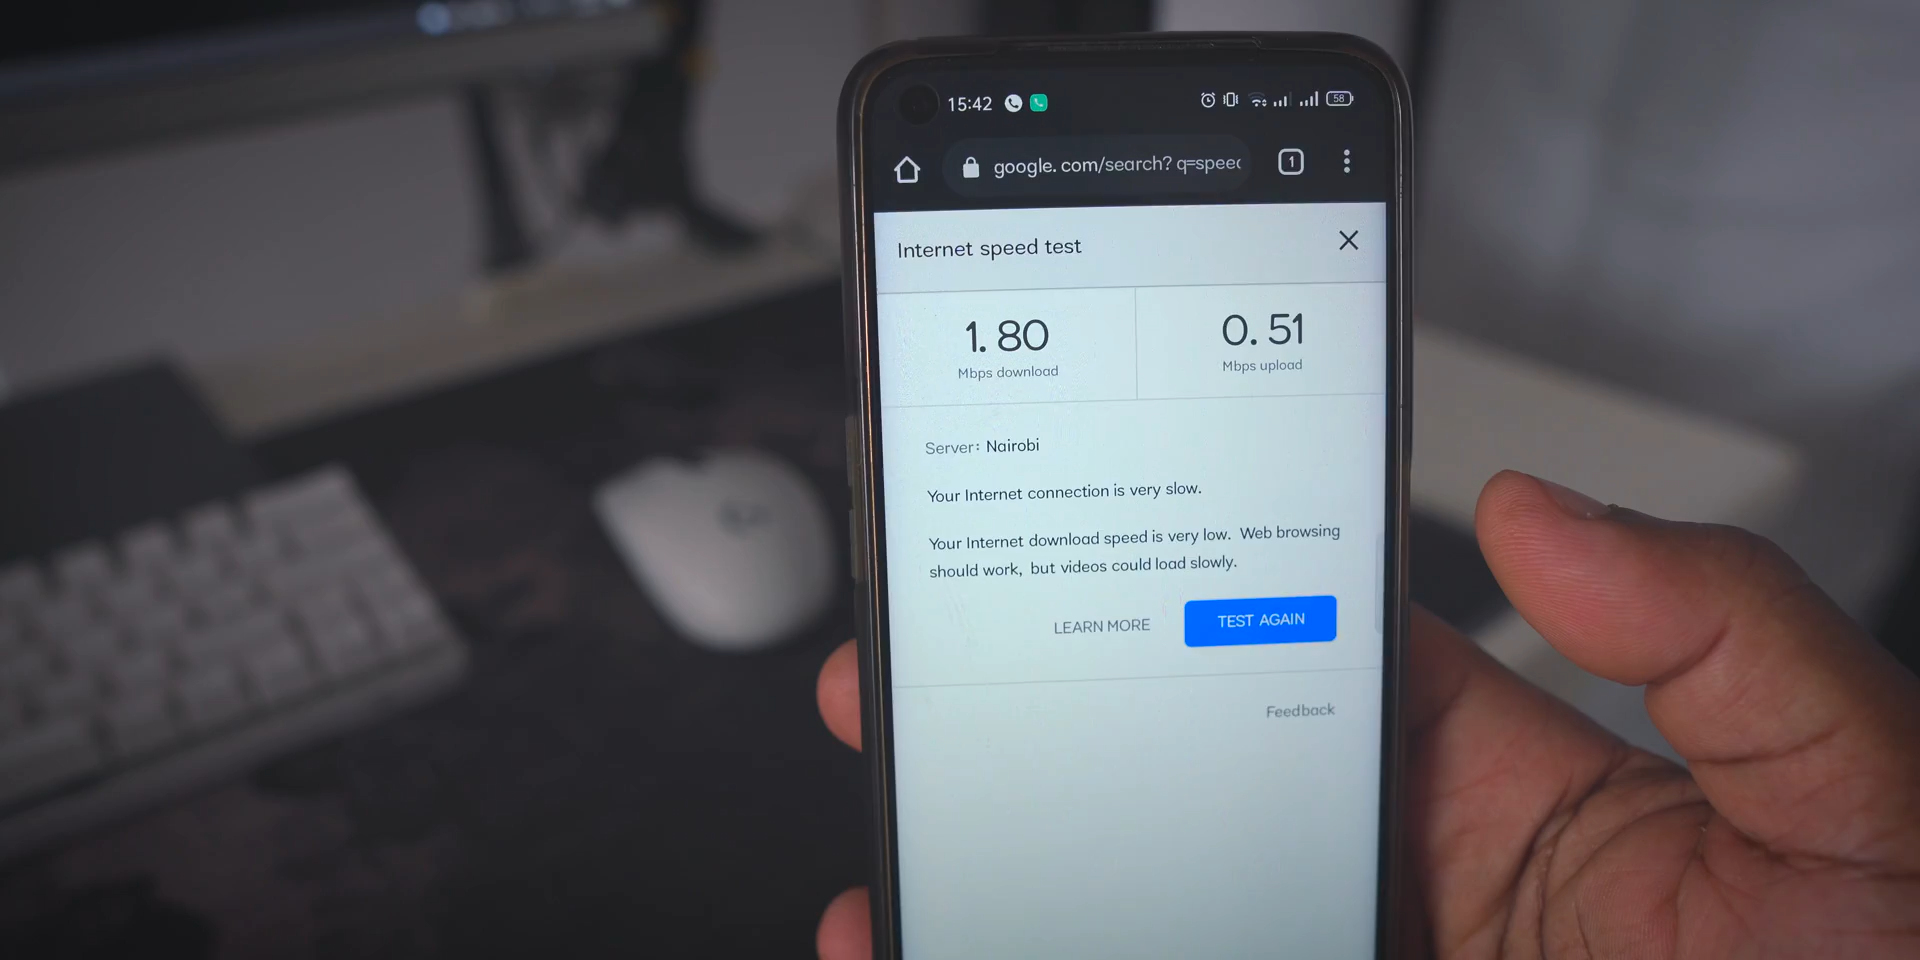 15:42
58
google. com/search? q=speed
1
Internet speed test
1. 80
Mbps download
0. 51
Mbps upload
Server: Nairobi
Your Internet connection is very slow.
Your Internet download speed is very low. Web browsing
should work, but videos could load slowly.
LEARN MORE
TEST AGAIN
Feedback